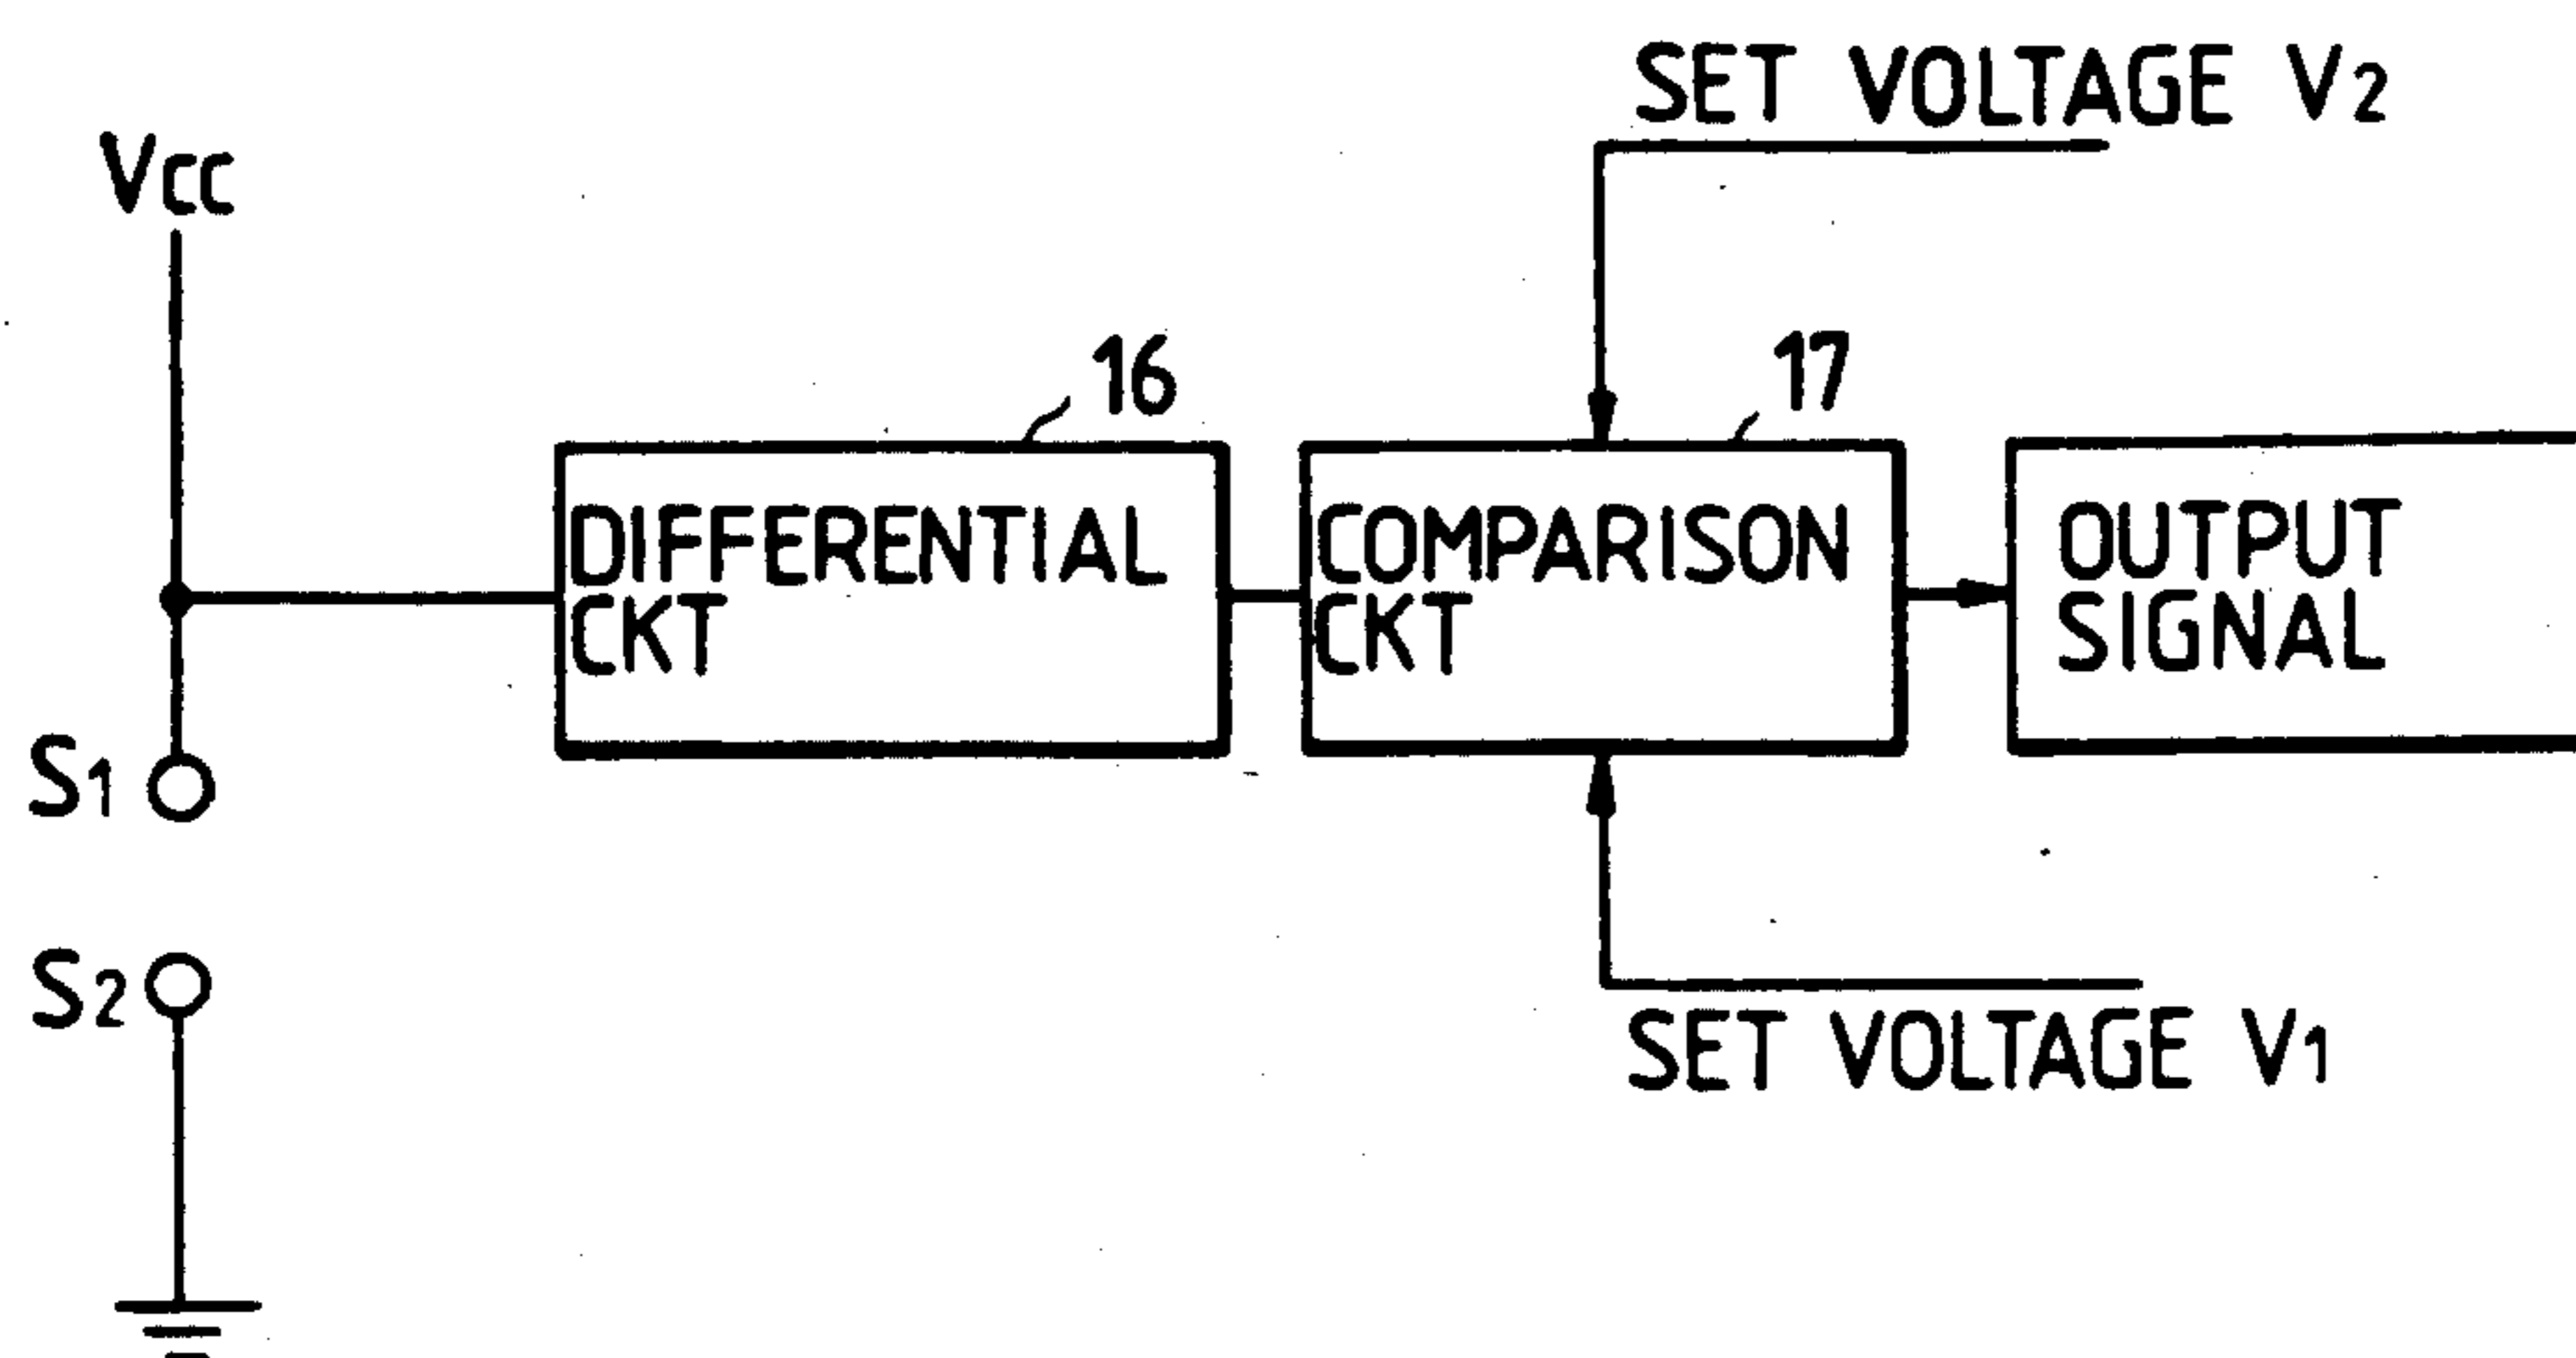 SET VOLTAGE V2
VCC
16
17
DIFFERENTIAL
CKT
COMPARISON
CKT
OUTPUT
SIGNAL
S1
S2
SET VOLTAGE V1